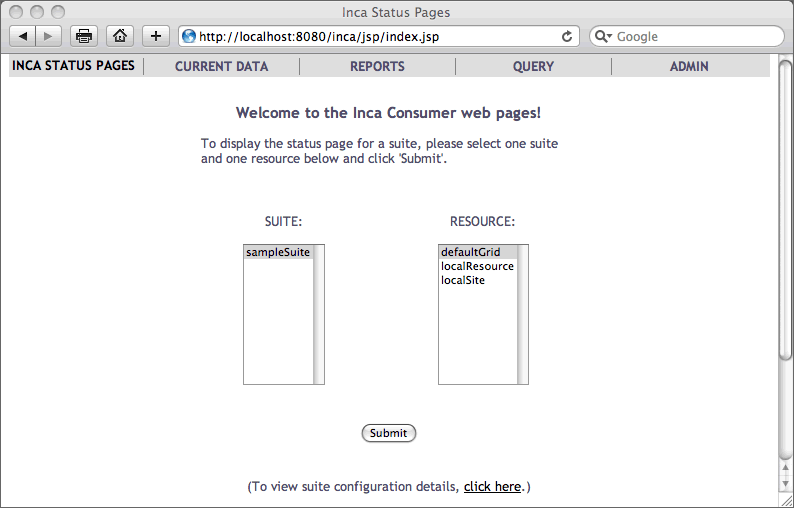 Inca Status Pages
http://localhost:8080/inca/jsp/index.jsp
Google
INCA STATUS PAGES CURRENT DATA REPORTS QUERY ADMIN
Welcome to the Inca Consumer web pages!
To display the status page for a suite, please select one suite
and one resource below and click 'Submit'.
SUITE: RESOURCE:
sampleSuite defaultGrid
localResource
localSite
Submit
(To view suite configuration details, click here.)